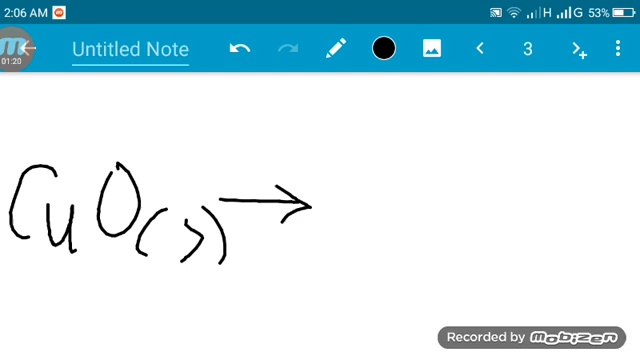 2:06 AM H G 53%
01:20
Untitled Note 3
CuO(s) →
Recorded by mobizen